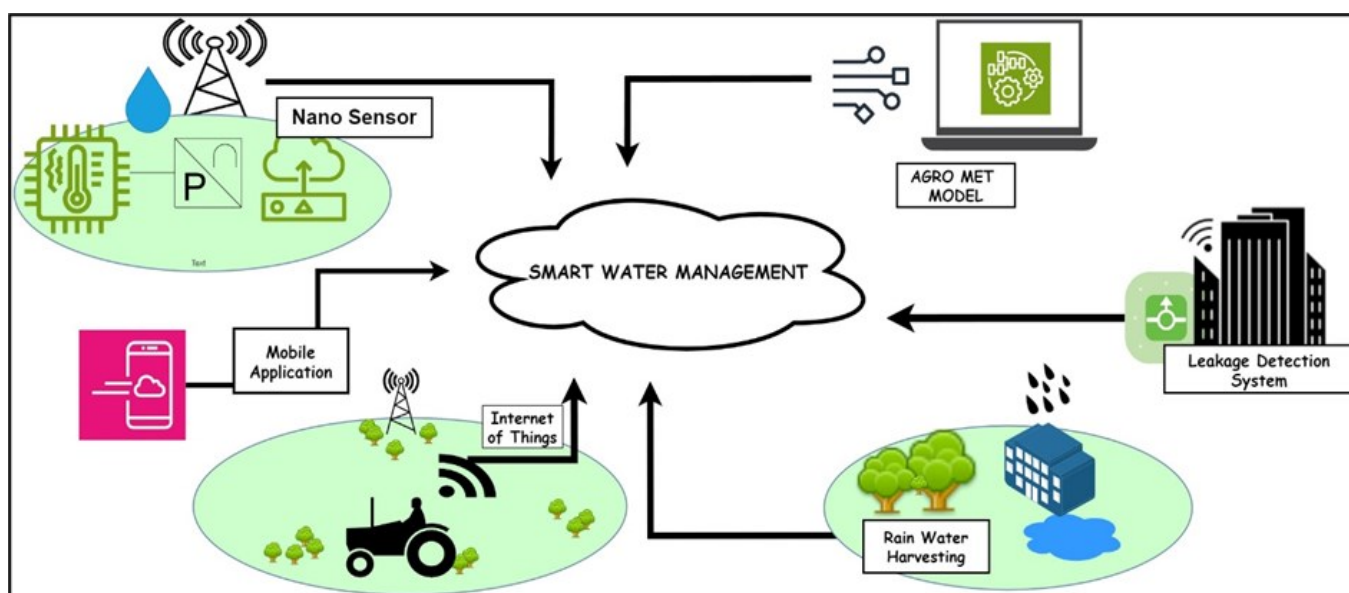 Nano Sensor
P
Text
AGRO MET
MODEL
SMART WATER MANAGEMENT
Mobile
Application
Internet
of Things
Leakage Detection
System
Rain Water
Harvesting